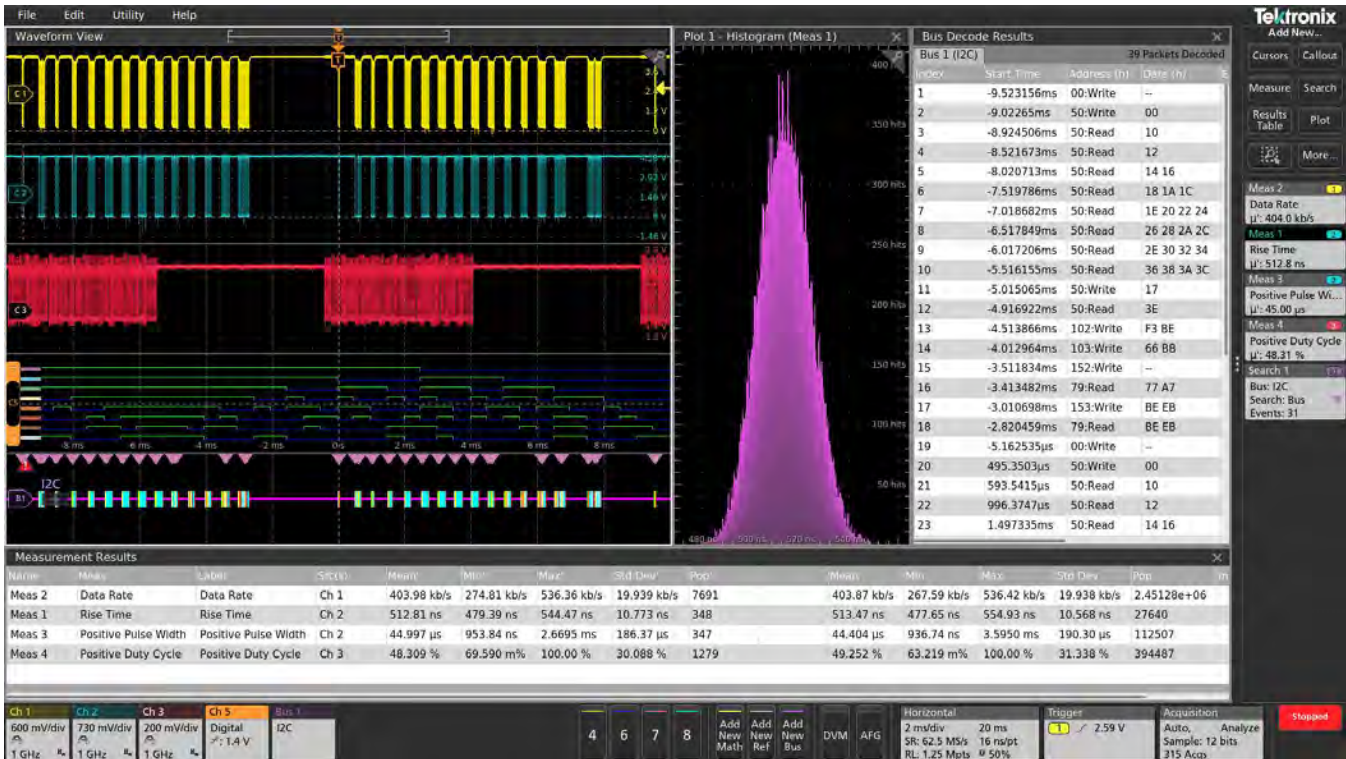 File Edit Utility Help
Tektronix
Add New...
Waveform View
Plot 1 - Histogram (Meas 1)
Bus Decode Results
Cursors Callout
Measure Search
Results Table Plot
More...
C 1
C2
C3
1.46 V
0 V
-1.46 V
-8 ms -6 ms -4 ms -2 ms 0 s 2 ms 4 ms 6 ms 8 ms
I2C
B1
400
350 hits
300 hits
250 hits
200 hits
150 hits
100 hits
50 hits
Bus 1 (I2C) 39 Packets Decoded
Index Start Time Address (h) Data (h)
1 -9.523156ms 00:Write --
2 -9.02265ms 50:Write 00
3 -8.924506ms 50:Read 10
4 -8.521673ms 50:Read 12
5 -8.020713ms 50:Read 14 16
6 -7.519786ms 50:Read 18 1A 1C
7 -7.018682ms 50:Read 1E 20 22 24
8 -6.517849ms 50:Read 26 28 2A 2C
9 -6.017206ms 50:Read 2E 30 32 34
10 -5.516155ms 50:Read 36 38 3A 3C
11 -5.015065ms 50:Write 17
12 -4.916922ms 50:Read 3E
13 -4.513866ms 102:Write F3 BE
14 -4.012964ms 103:Write 66 BB
15 -3.511834ms 152:Write --
16 -3.413482ms 79:Read 77 A7
17 -3.010698ms 153:Write BE EB
18 -2.820459ms 79:Read BE EB
19 -5.162535µs 00:Write --
20 495.3503µs 50:Write 00
21 593.5415µs 50:Read 10
22 996.3747µs 50:Read 12
23 1.497335ms 50:Read 14 16
Meas 2 1
Data Rate
µ': 404.0 kb/s
Meas 1 2
Rise Time
µ': 512.8 ns
Meas 3 2
Positive Pulse Wi...
µ': 45.00 µs
Meas 4 3
Positive Duty Cycle
µ': 48.31 %
Search 1
Bus: I2C
Search: Bus
Events: 31
Measurement Results
Name Meas Label Src(s) Mean' Min' Max' Std Dev' Pop' Mean Min Max Std Dev Pop
Meas 2 Data Rate Data Rate Ch 1 403.98 kb/s 274.81 kb/s 536.36 kb/s 19.939 kb/s 7691 403.87 kb/s 267.59 kb/s 536.42 kb/s 19.938 kb/s 2.45128e+06
Meas 1 Rise Time Rise Time Ch 2 512.81 ns 479.39 ns 544.47 ns 10.773 ns 348 513.47 ns 477.65 ns 554.93 ns 10.568 ns 27640
Meas 3 Positive Pulse Width Positive Pulse Width Ch 2 44.997 µs 953.84 ns 2.6695 ms 186.37 µs 347 44.404 µs 936.74 ns 3.5950 ms 190.30 µs 112507
Meas 4 Positive Duty Cycle Positive Duty Cycle Ch 3 48.309 % 69.590 m% 100.00 % 30.088 % 1279 49.252 % 63.219 m% 100.00 % 31.338 % 394487
Ch 1
600 mV/div
1 GHz
Ch 2
730 mV/div
1 GHz
Ch 3
200 mV/div
1 GHz
Ch 5
Digital
: 1.4 V
Bus 1
I2C
4 6 7 8
Add New Math
Add New Ref
Add New Bus
DVM AFG
Horizontal
2 ms/div 20 ms
SR: 62.5 MS/s 16 ns/pt
RL: 1.25 Mpts 50%
Trigger
1 2.59 V
Acquisition
Auto, Analyze
Sample: 12 bits
315 Acqs
Stopped